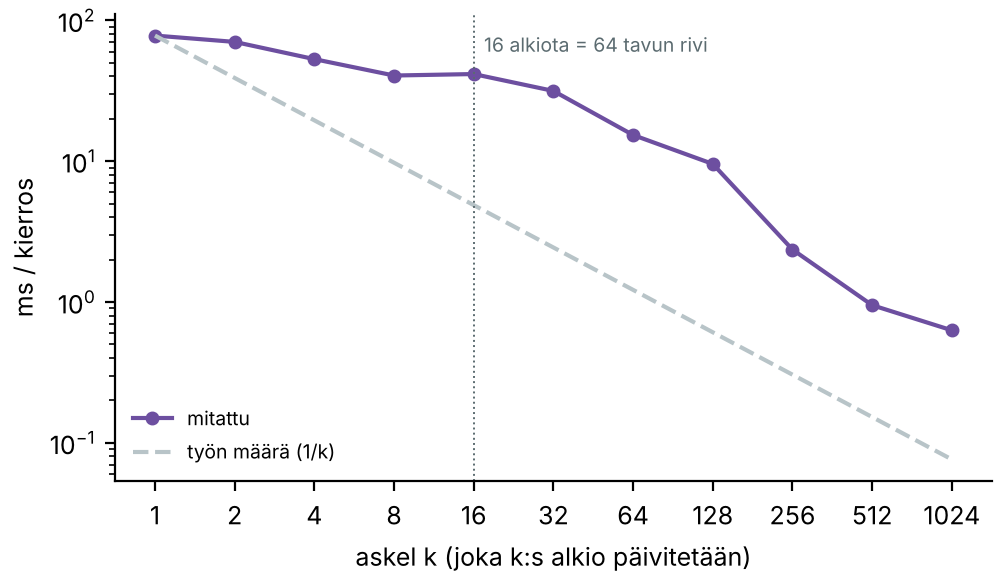 10²
10¹
10⁰
10⁻¹
ms / kierros
16 alkiota = 64 tavun rivi
mitattu
työn määrä (1/k)
1 2 4 8 16 32 64 128 256 512 1024
askel k (joka k:s alkio päivitetään)